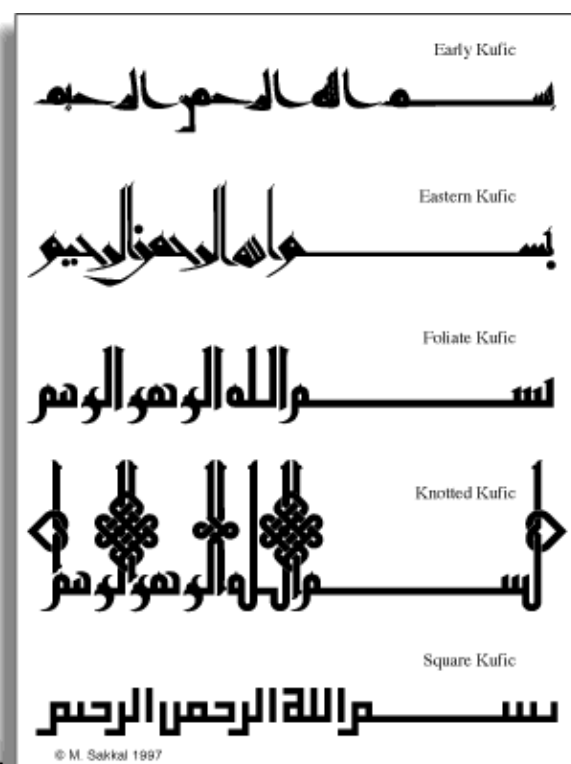 Early Kufic
بسم الله الرحمن الرحيم
Eastern Kufic
بسم الله الرحمن الرحيم
Foliate Kufic
بسم الله الرحمن الرحيم
Knotted Kufic
بسم الله الرحمن الرحيم
Square Kufic
بسم الله الرحمن الرحيم
© M. Sakkal 1997